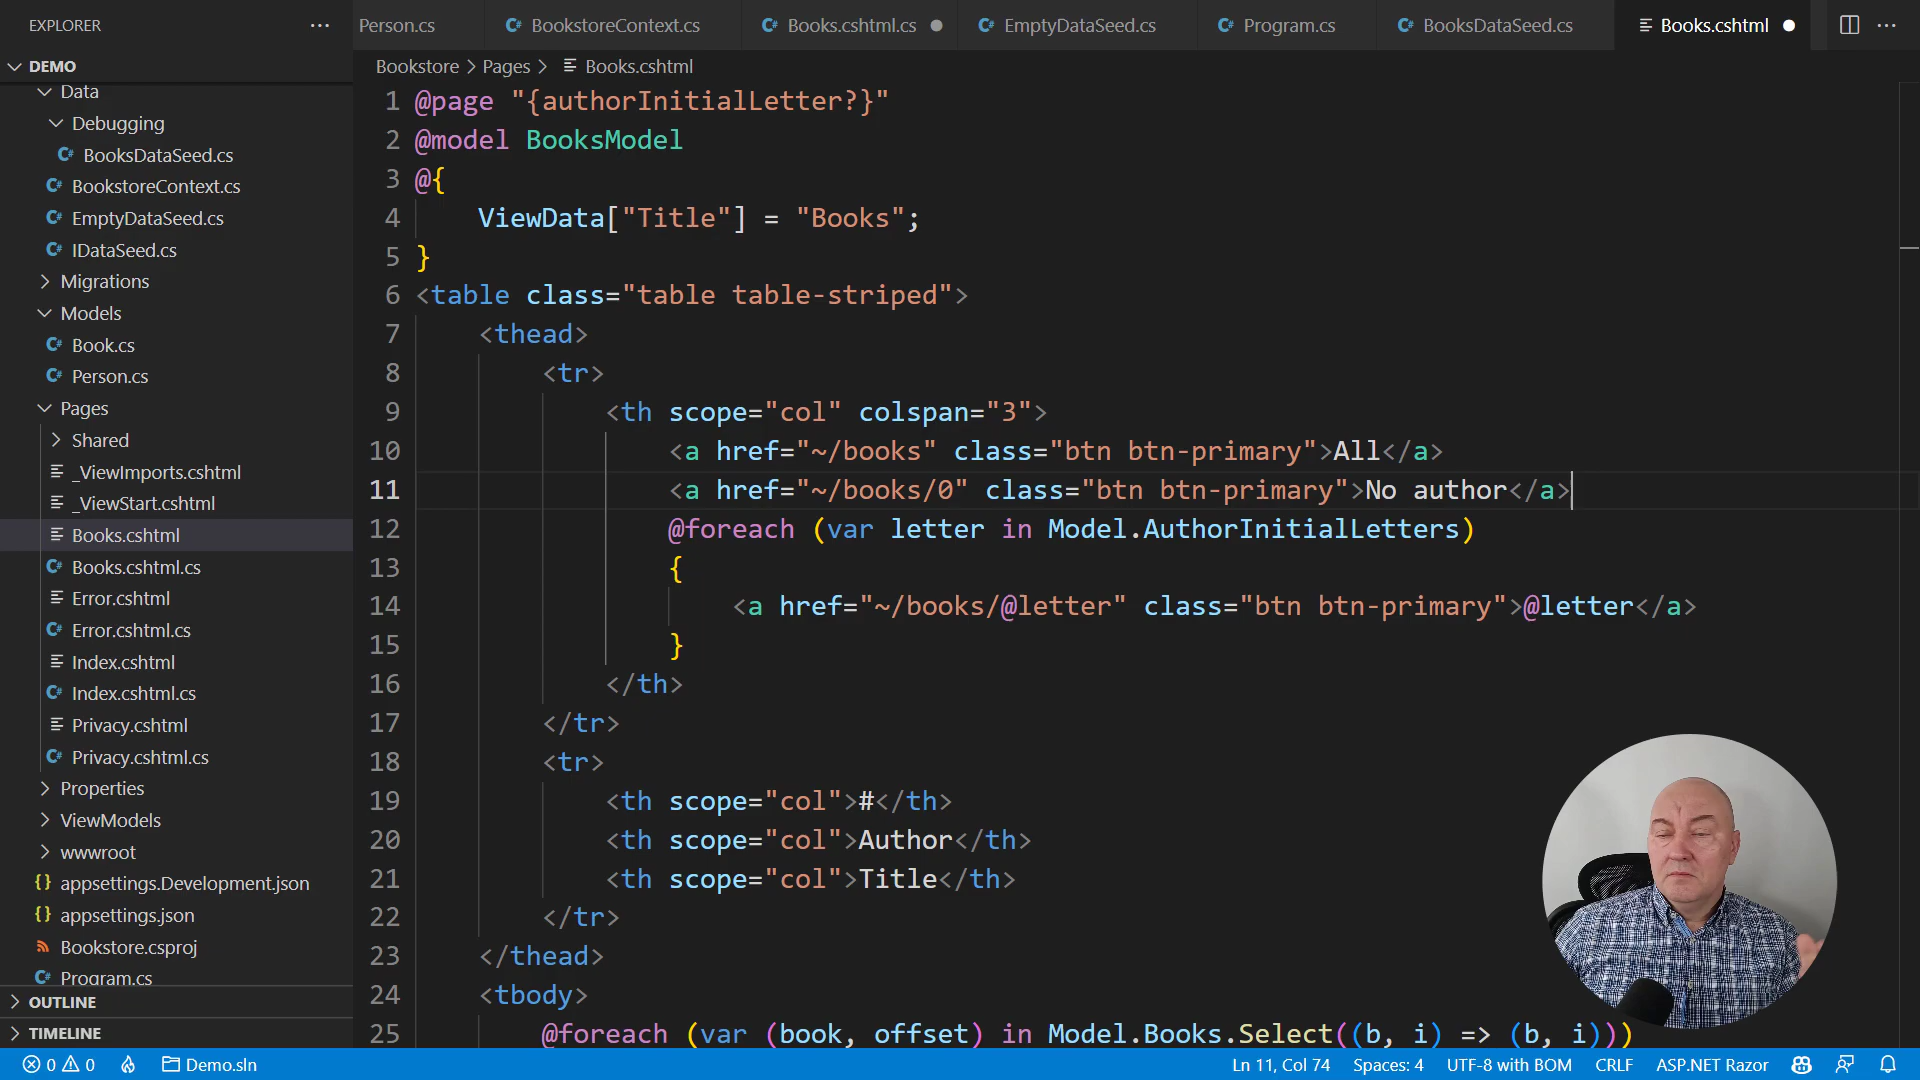 EXPLORER
DEMO
Data
Debugging
BooksDataSeed.cs
BookstoreContext.cs
EmptyDataSeed.cs
IDataSeed.cs
Migrations
Models
Book.cs
Person.cs
Pages
Shared
_ViewImports.cshtml
_ViewStart.cshtml
Books.cshtml
Books.cshtml.cs
Error.cshtml
Error.cshtml.cs
Index.cshtml
Index.cshtml.cs
Privacy.cshtml
Privacy.cshtml.cs
Properties
ViewModels
wwwroot
appsettings.Development.json
appsettings.json
Bookstore.csproj
Program.cs
OUTLINE
TIMELINE
Person.cs BookstoreContext.cs Books.cshtml.cs EmptyDataSeed.cs Program.cs BooksDataSeed.cs Books.cshtml
Bookstore > Pages > Books.cshtml
1 @page "{authorInitialLetter?}"
2 @model BooksModel
3 @{
4 ViewData["Title"] = "Books";
5 }
6 <table class="table table-striped">
7 <thead>
8 <tr>
9 <th scope="col" colspan="3">
10 <a href="~/books" class="btn btn-primary">All</a>
11 <a href="~/books/0" class="btn btn-primary">No author</a>
12 @foreach (var letter in Model.AuthorInitialLetters)
13 {
14 <a href="~/books/@letter" class="btn btn-primary">@letter</a>
15 }
16 </th>
17 </tr>
18 <tr>
19 <th scope="col">#</th>
20 <th scope="col">Author</th>
21 <th scope="col">Title</th>
22 </tr>
23 </thead>
24 <tbody>
25 @foreach (var (book, offset) in Model.Books.Select((b, i) => (b, i)))
0 0 Demo.sln Ln 11, Col 74 Spaces: 4 UTF-8 with BOM CRLF ASP.NET Razor